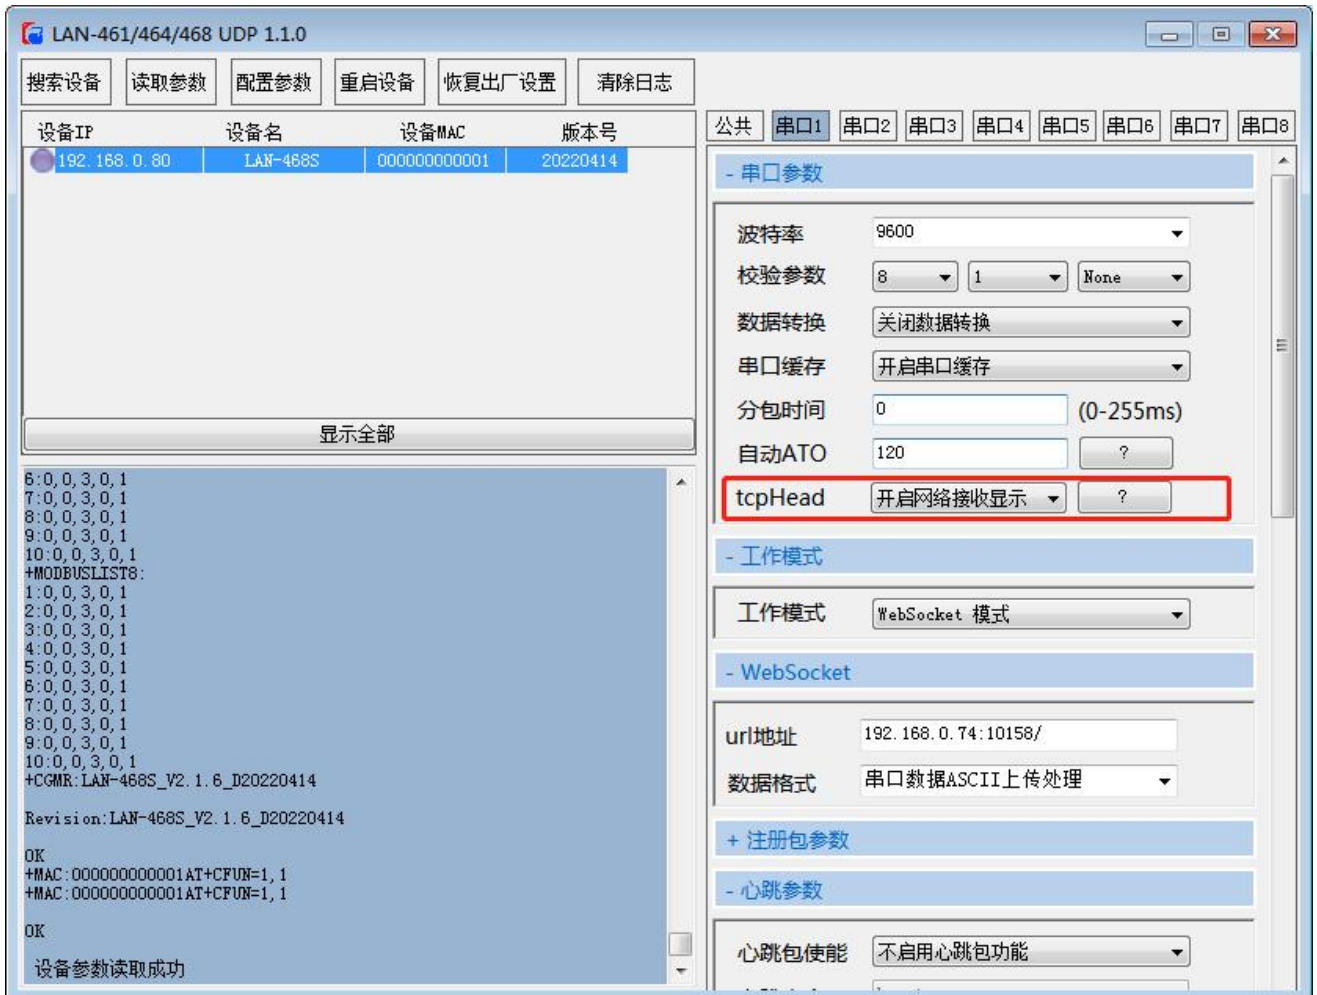 LAN-461/464/468 UDP 1.1.0
搜索设备 读取参数 配置参数 重启设备 恢复出厂设置 清除日志
设备IP 设备名 设备MAC 版本号
192.168.0.80 LAN-468S 000000000001 20220414
显示全部
6:0,0,3,0,1
7:0,0,3,0,1
8:0,0,3,0,1
9:0,0,3,0,1
10:0,0,3,0,1
+MODBUSLIST8:
1:0,0,3,0,1
2:0,0,3,0,1
3:0,0,3,0,1
4:0,0,3,0,1
5:0,0,3,0,1
6:0,0,3,0,1
7:0,0,3,0,1
8:0,0,3,0,1
9:0,0,3,0,1
10:0,0,3,0,1
+CGMR:LAN-468S_V2.1.6_D20220414
Revision:LAN-468S_V2.1.6_D20220414
OK
+MAC:000000000001AT+CFUN=1,1
+MAC:000000000001AT+CFUN=1,1
OK
设备参数读取成功
公共 串口1 串口2 串口3 串口4 串口5 串口6 串口7 串口8
- 串口参数
波特率 9600
校验参数 8 1 None
数据转换 关闭数据转换
串口缓存 开启串口缓存
分包时间 0 (0-255ms)
自动ATO 120 ?
tcpHead 开启网络接收显示 ?
- 工作模式
工作模式 WebSocket 模式
- WebSocket
url地址 192.168.0.74:10158/
数据格式 串口数据ASCII上传处理
+ 注册包参数
- 心跳参数
心跳包使能 不启用心跳包功能